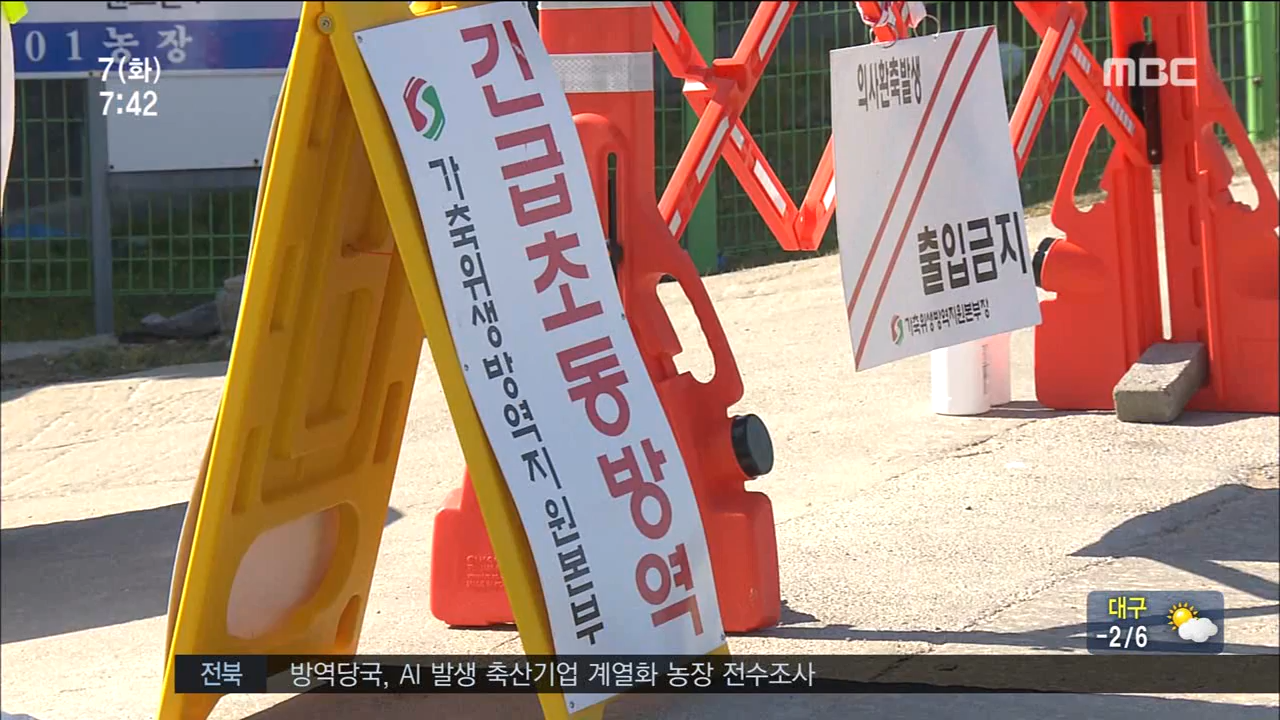 01농장
7(화)
7:42
MBC
긴급초동방역
가축위생방역지원본부
의사환축발생
출입금지
가축위생방역지원본부장
대구
-2/6
전북
방역당국, AI 발생 축산기업 계열화 농장 전수조사